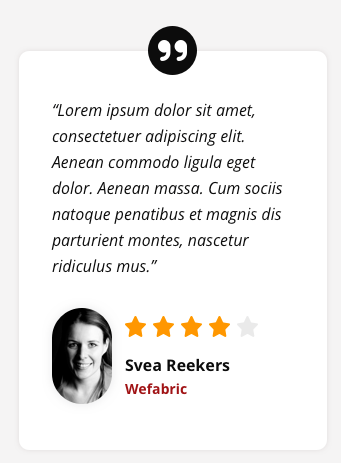 “Lorem ipsum dolor sit amet,
consectetuer adipiscing elit.
Aenean commodo ligula eget
dolor. Aenean massa. Cum sociis
natoque penatibus et magnis dis
parturient montes, nascetur
ridiculus mus.”
Svea Reekers
Wefabric